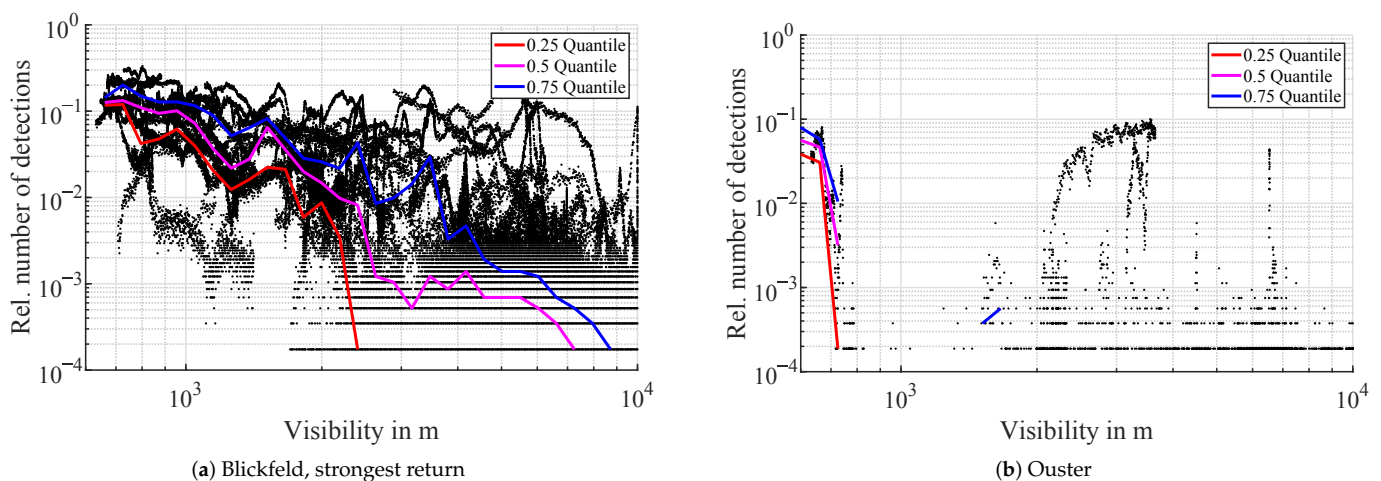 10^0
10^-1
10^-2
10^-3
10^-4
Rel. number of detections
0.25 Quantile
0.5 Quantile
0.75 Quantile
10^3
10^4
Visibility in m
(a) Blickfeld, strongest return
10^0
10^-1
10^-2
10^-3
10^-4
Rel. number of detections
0.25 Quantile
0.5 Quantile
0.75 Quantile
10^3
10^4
Visibility in m
(b) Ouster